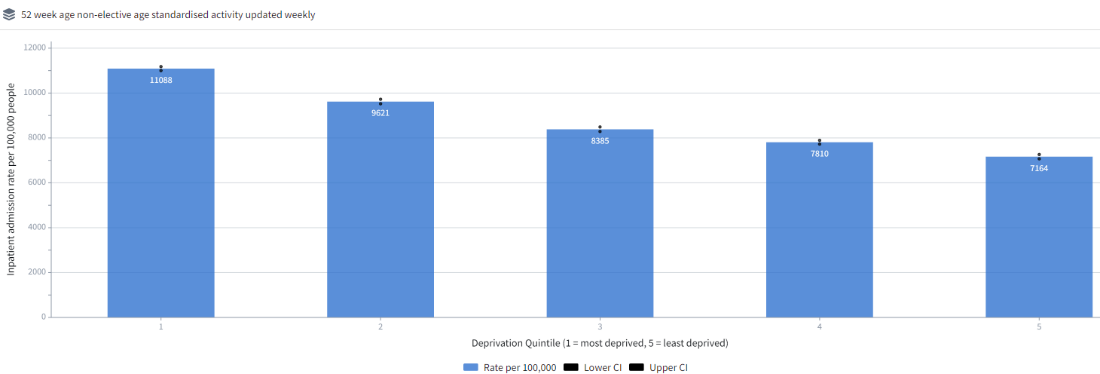 52 week age non-elective age standardised activity updated weekly
Inpatient admission rate per 100,000 people
12000
10000
8000
6000
4000
2000
0
11088
9621
8385
7810
7164
1 2 3 4 5
Deprivation Quintile (1 = most deprived, 5 = least deprived)
Rate per 100,000 Lower CI Upper CI